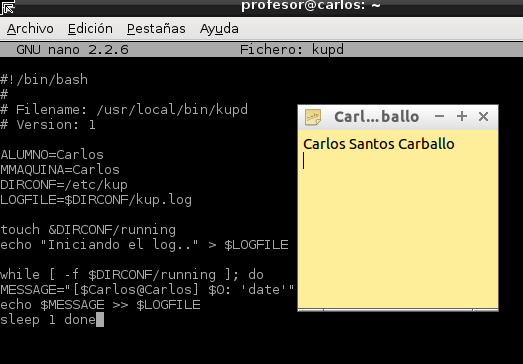 profesor@carlos: ~
Archivo Edición Pestañas Ayuda
GNU nano 2.2.6 Fichero: kupd
#!/bin/bash
#
# Filename: /usr/local/bin/kupd
# Version: 1
ALUMNO=Carlos
MMAQUINA=Carlos
DIRCONF=/etc/kup
LOGFILE=$DIRCONF/kup.log
touch &DIRCONF/running
echo "Iniciando el log.." > $LOGFILE
while [ -f $DIRCONF/running ]; do
MESSAGE="[$Carlos@Carlos] $0: 'date'"
echo $MESSAGE >> $LOGFILE
sleep 1 done
Carl...ballo
Carlos Santos Carballo